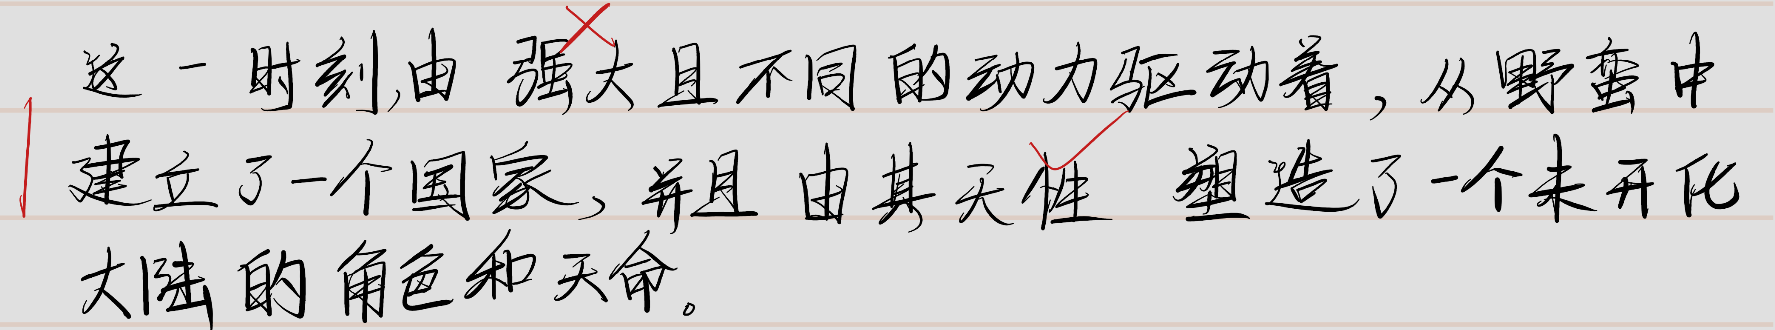 这一时刻,由强大且不同的动力驱动着,从野蛮中
建立了一个国家,并且由其天性塑造了一个未开化
大陆的角色和天命。